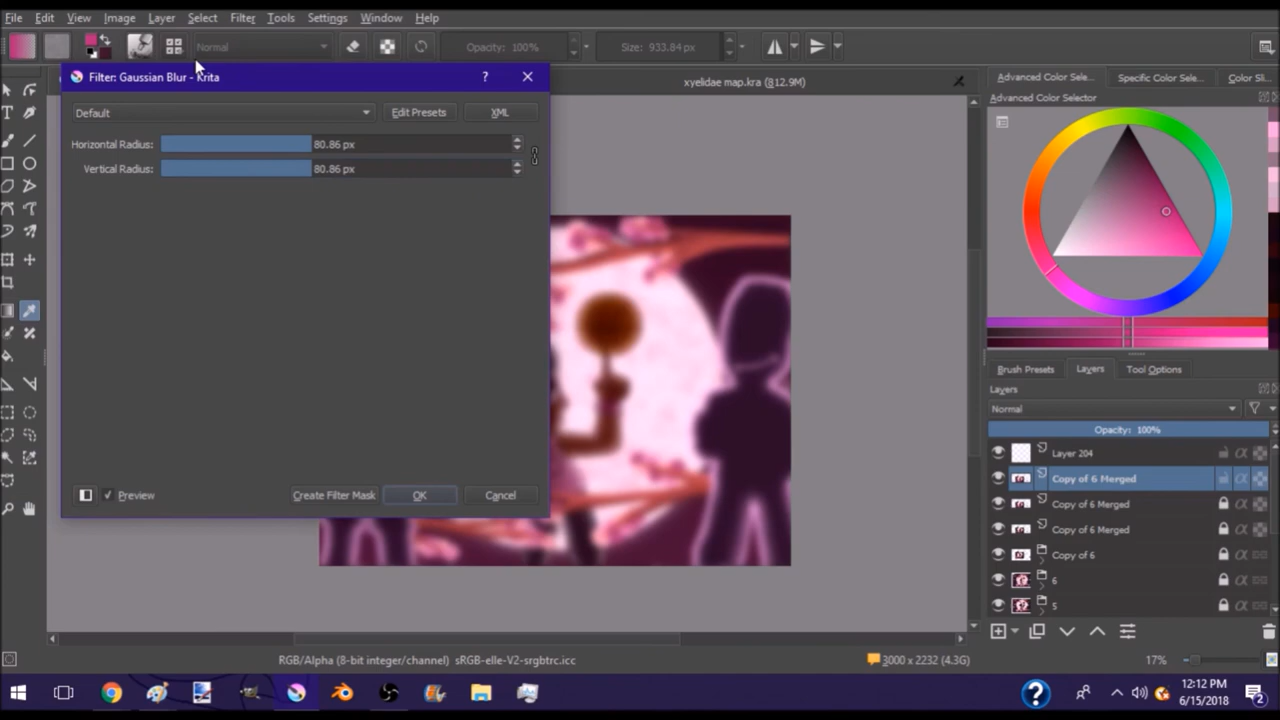 File Edit View Image Layer Select Filter Tools Settings Window Help
Normal Opacity: 100% Size: 933.84 px
Filter: Gaussian Blur - Krita ? xyelidae map.kra (812.9M) Advanced Color Sele... Specific Color Sele... Color Sli...
Advanced Color Selector
Default Edit Presets XML
Horizontal Radius: 80.86 px
Vertical Radius: 80.86 px
Preview Create Filter Mask OK Cancel
Brush Presets Layers Tool Options
Layers
Normal
Opacity: 100%
Layer 204
Copy of 6 Merged
Copy of 6 Merged
Copy of 6 Merged
Copy of 6
6
5
RGB/Alpha (8-bit integer/channel) sRGB-elle-V2-srgbtrc.icc 3000 x 2232 (4.3G) 17%
12:12 PM
6/15/2018
2